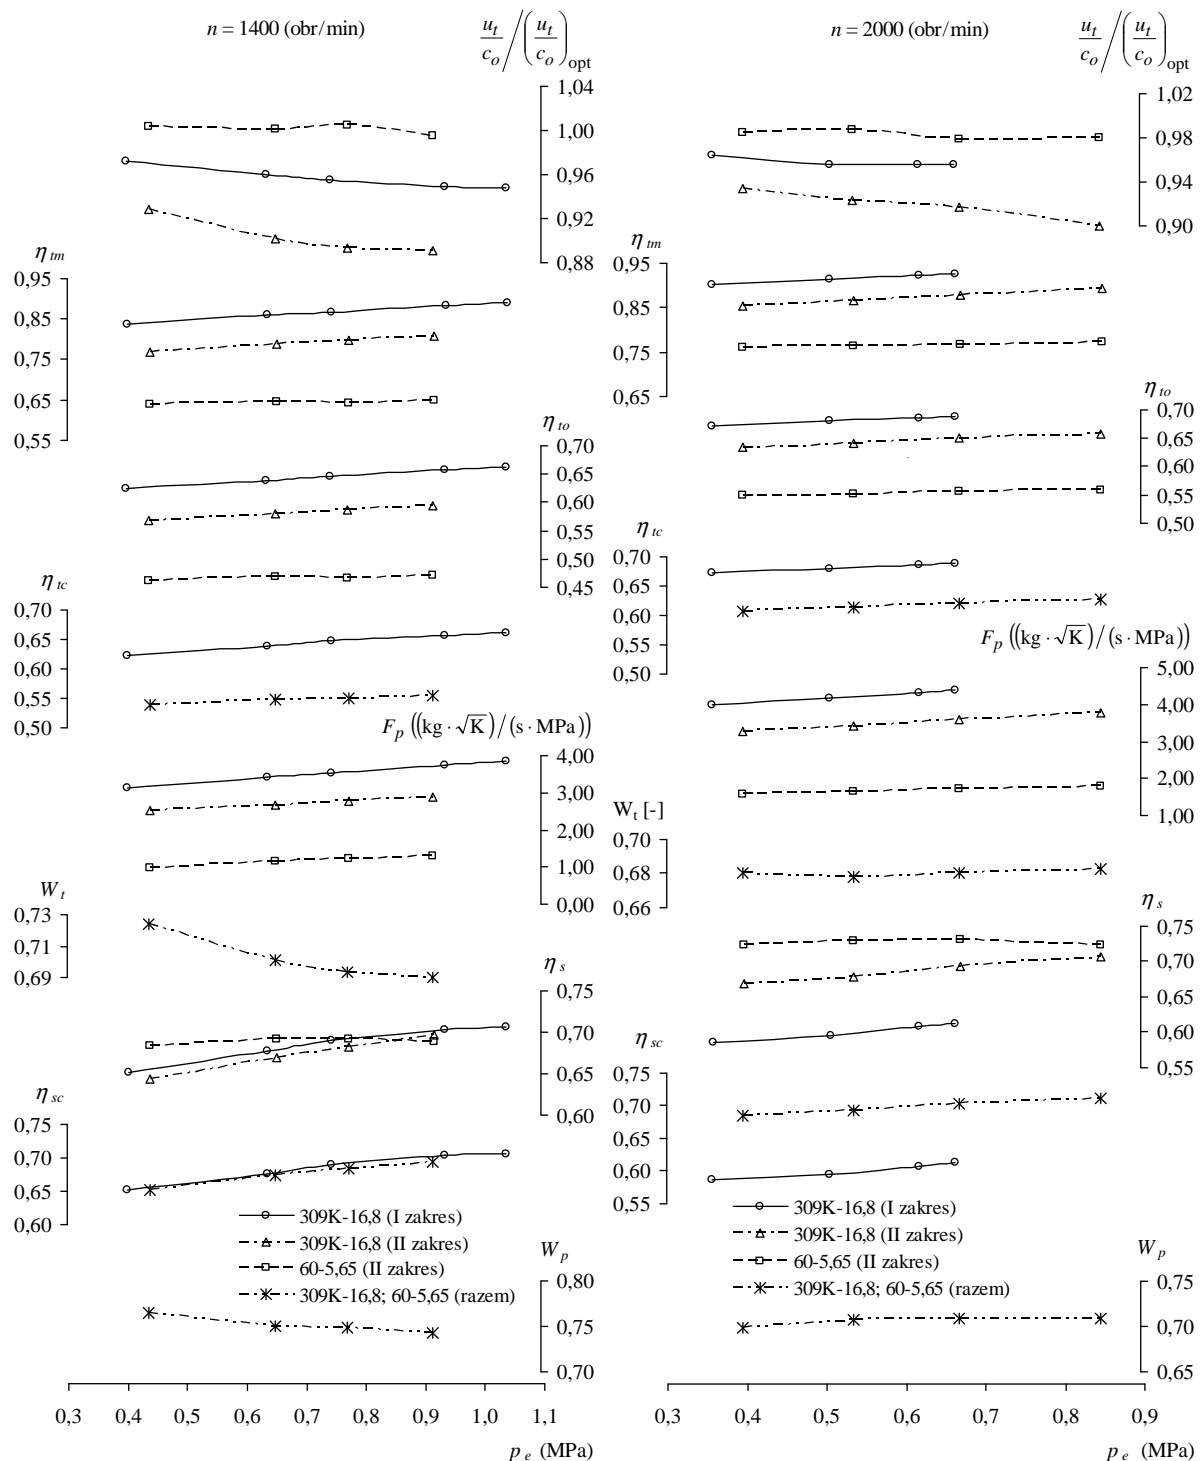 n = 1400 (obr/min)
u_t/c_o / (u_t/c_o)_opt
1,04
1,00
0,96
0,92
0,88
η_tm
0,95
0,85
0,75
0,65
0,55
η_to
0,70
0,65
0,60
0,55
0,50
0,45
η_tc
0,70
0,65
0,60
0,55
0,50
F_p ((kg·√K)/(s·MPa))
4,00
3,00
2,00
1,00
0,00
W_t
0,73
0,71
0,69
η_s
0,75
0,70
0,65
0,60
η_sc
0,75
0,70
0,65
0,60
309K-16,8 (I zakres)
309K-16,8 (II zakres)
60-5,65 (II zakres)
309K-16,8; 60-5,65 (razem)
W_p
0,80
0,75
0,70
0,3 0,4 0,5 0,6 0,7 0,8 0,9 1,0 1,1
p_e (MPa)
n = 2000 (obr/min)
u_t/c_o / (u_t/c_o)_opt
1,02
0,98
0,94
0,90
η_tm
0,95
0,85
0,75
0,65
η_to
0,70
0,65
0,60
0,55
0,50
η_tc
0,70
0,65
0,60
0,55
0,50
F_p ((kg·√K)/(s·MPa))
5,00
4,00
3,00
2,00
1,00
W_t [-]
0,70
0,68
0,66
η_s
0,75
0,70
0,65
0,60
0,55
η_sc
0,75
0,70
0,65
0,60
0,55
309K-16,8 (I zakres)
309K-16,8 (II zakres)
60-5,65 (II zakres)
309K-16,8; 60-5,65 (razem)
W_p
0,75
0,70
0,65
0,3 0,4 0,5 0,6 0,7 0,8 0,9
p_e (MPa)